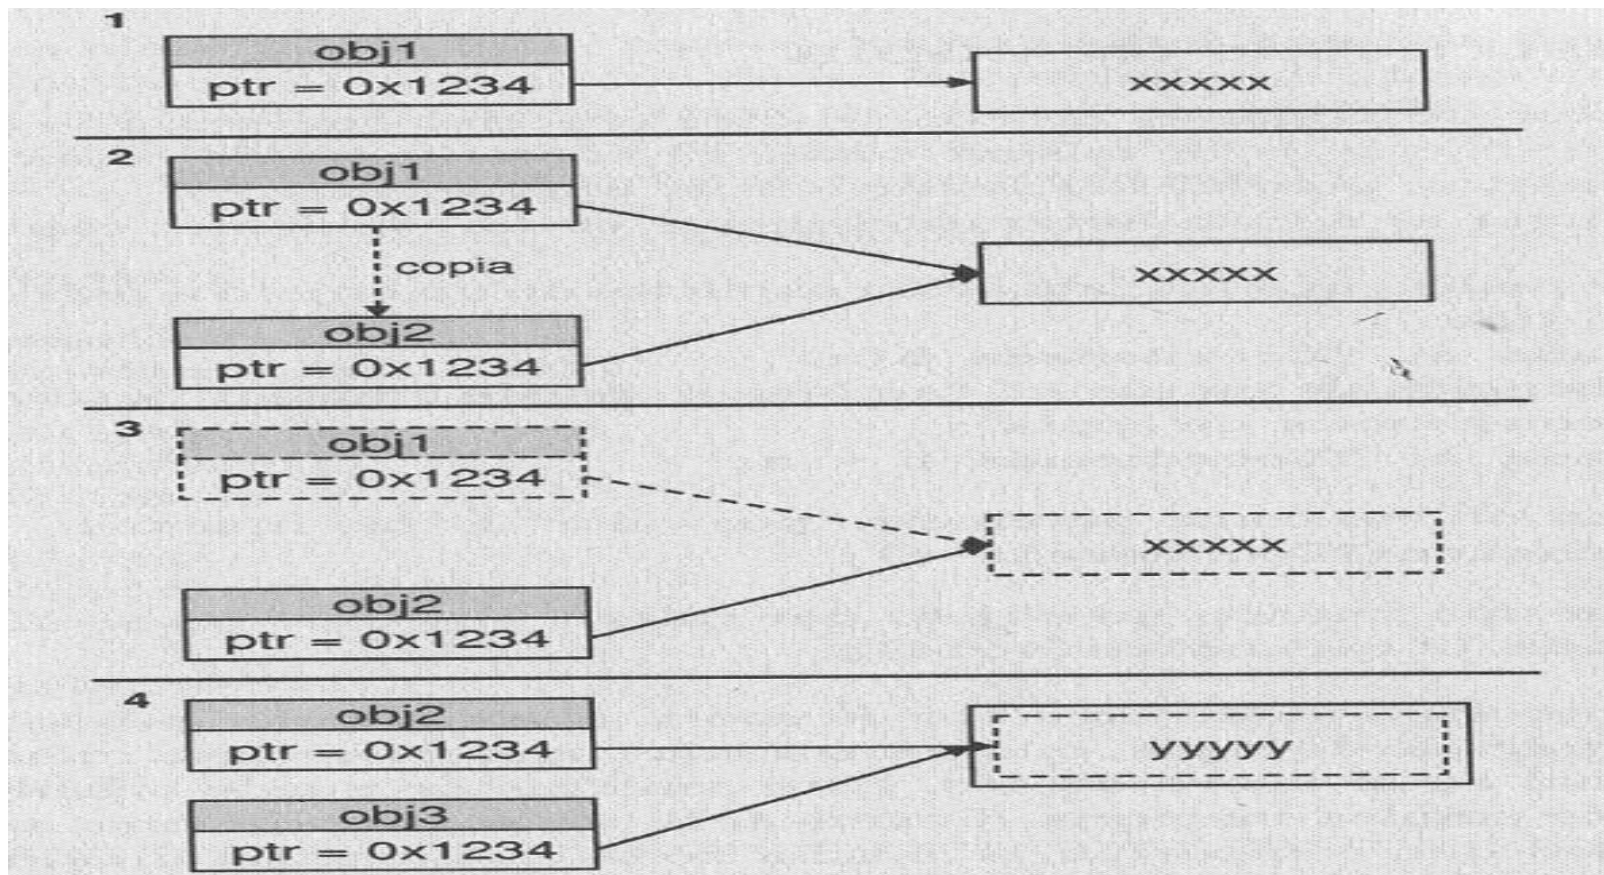 1
obj1
ptr = 0x1234
xxxxx
2
obj1
ptr = 0x1234
copia
xxxxx
obj2
ptr = 0x1234
3
obj1
ptr = 0x1234
xxxxx
obj2
ptr = 0x1234
4
obj2
ptr = 0x1234
yyyyy
obj3
ptr = 0x1234